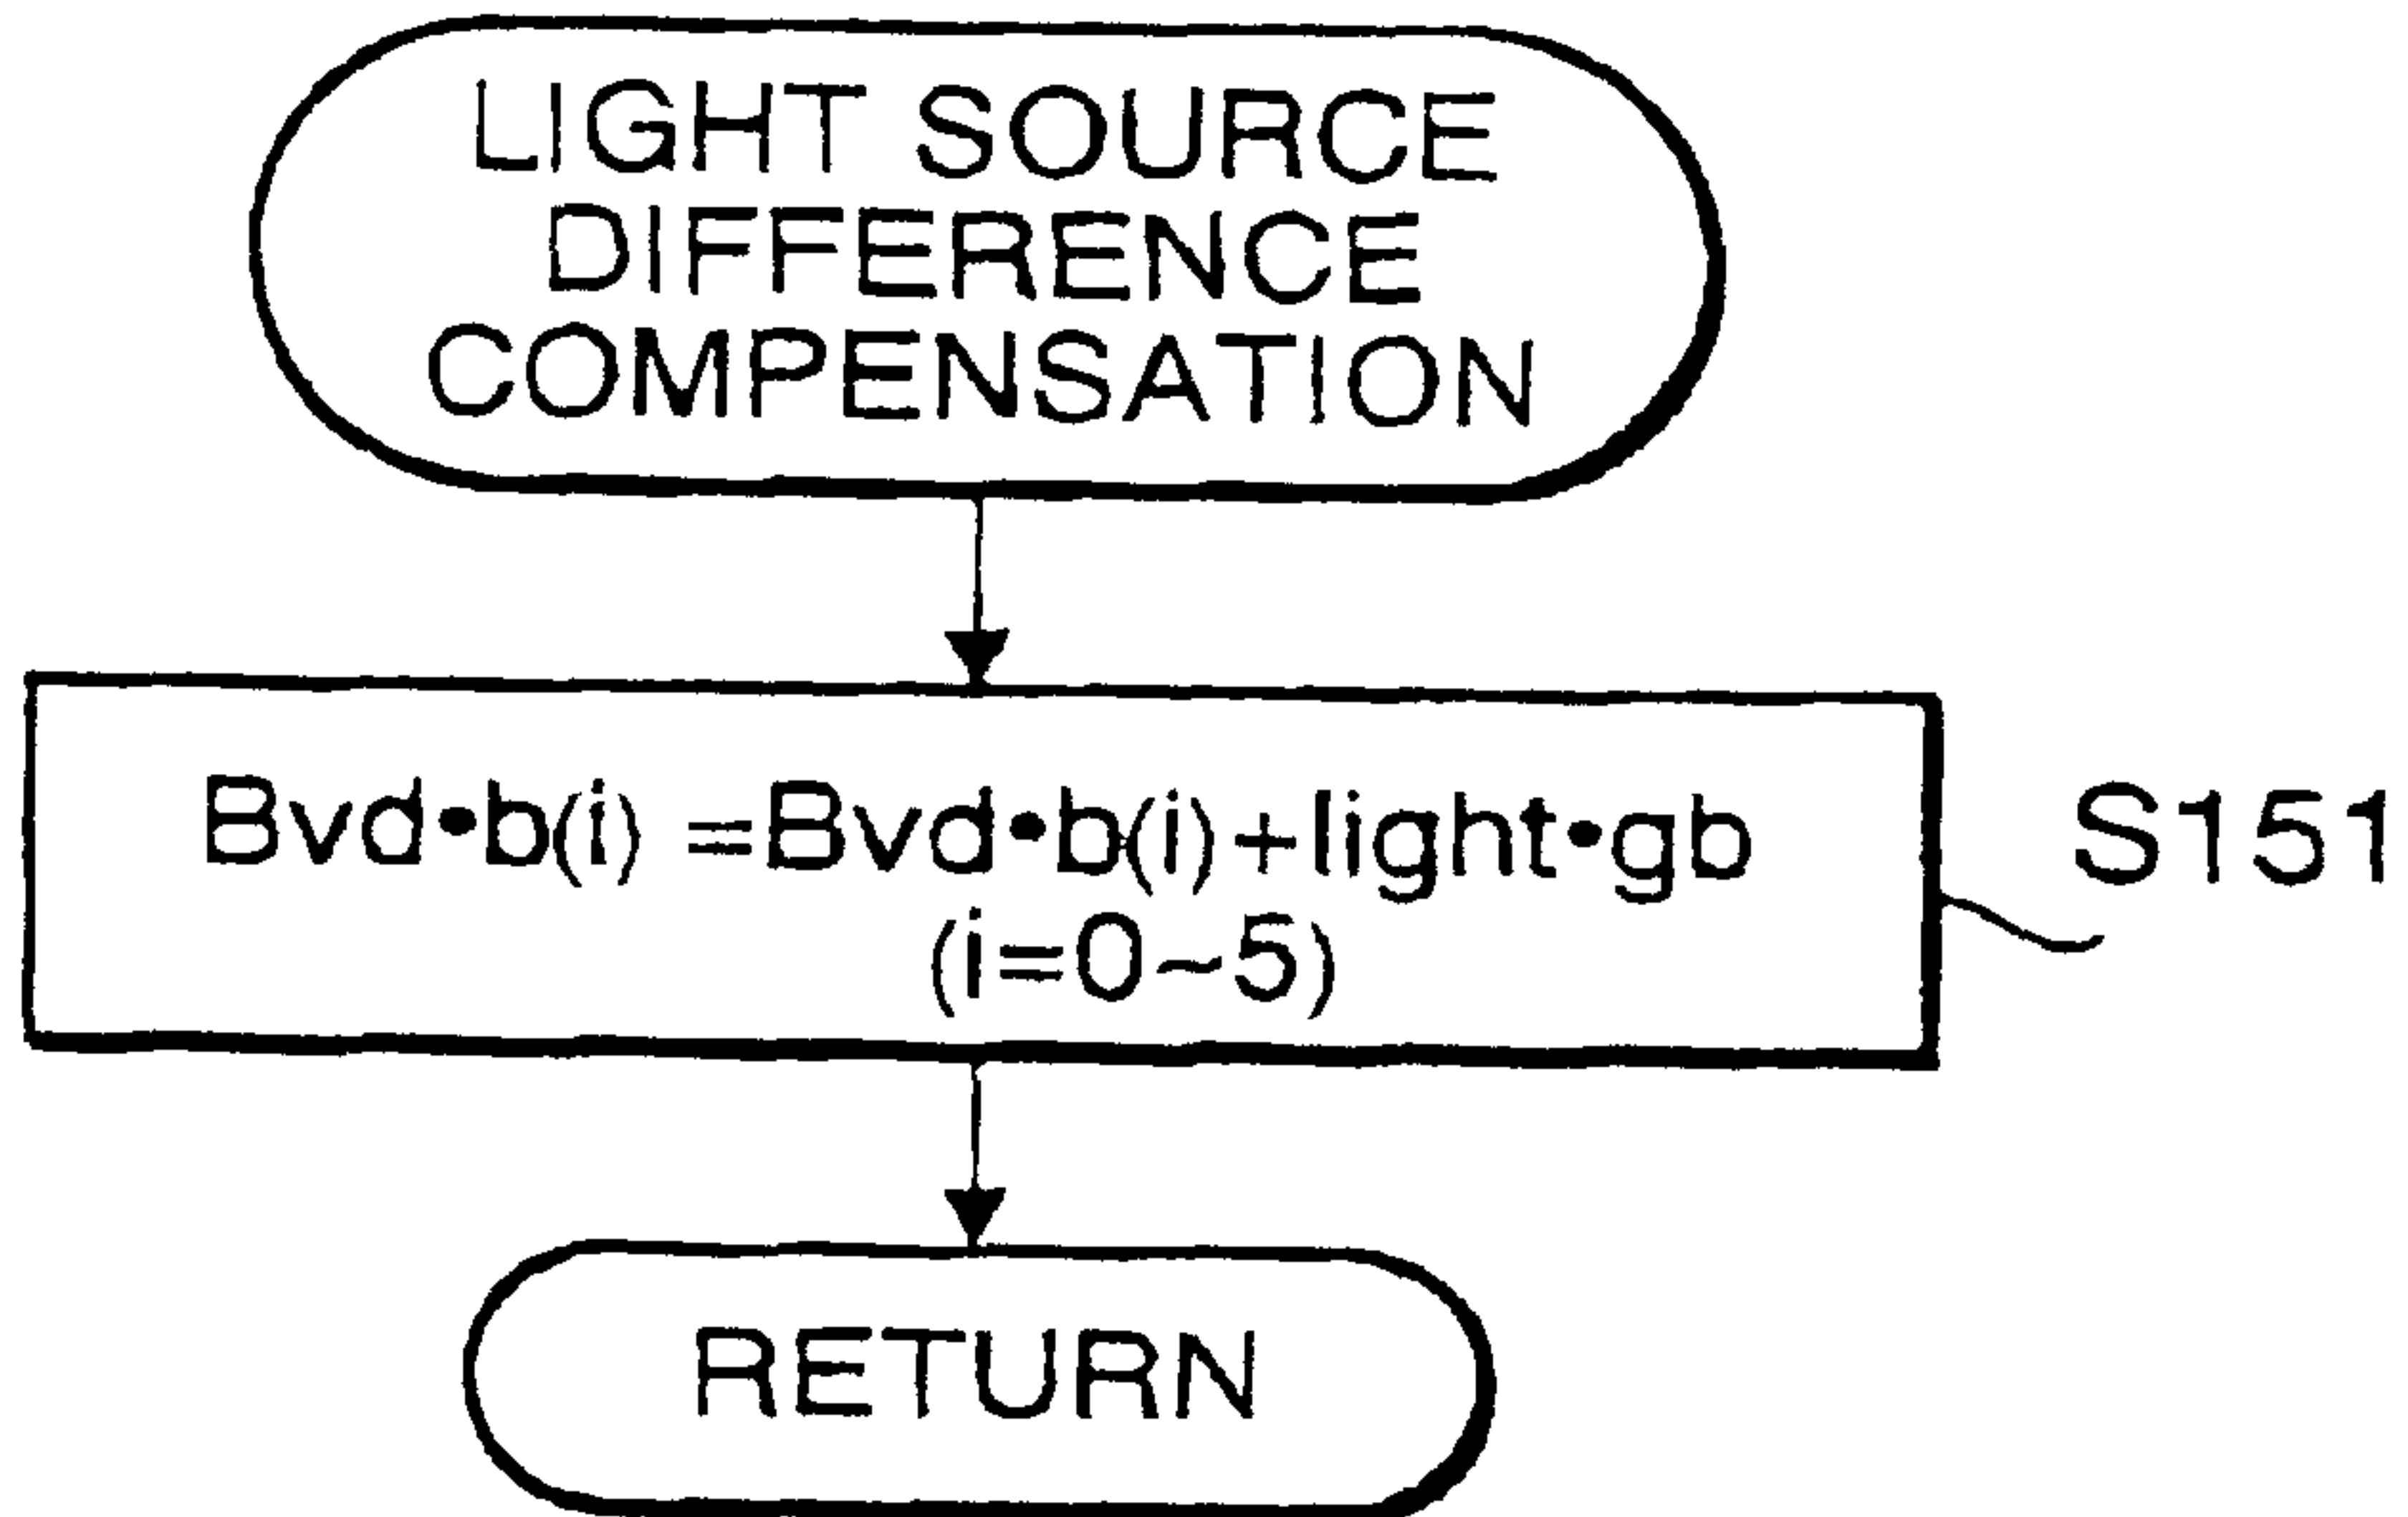 LIGHT SOURCE
DIFFERENCE
COMPENSATION
Bvd•b(i) =Bvd•b(i)+light•gb
(i=0~5)
S151
RETURN